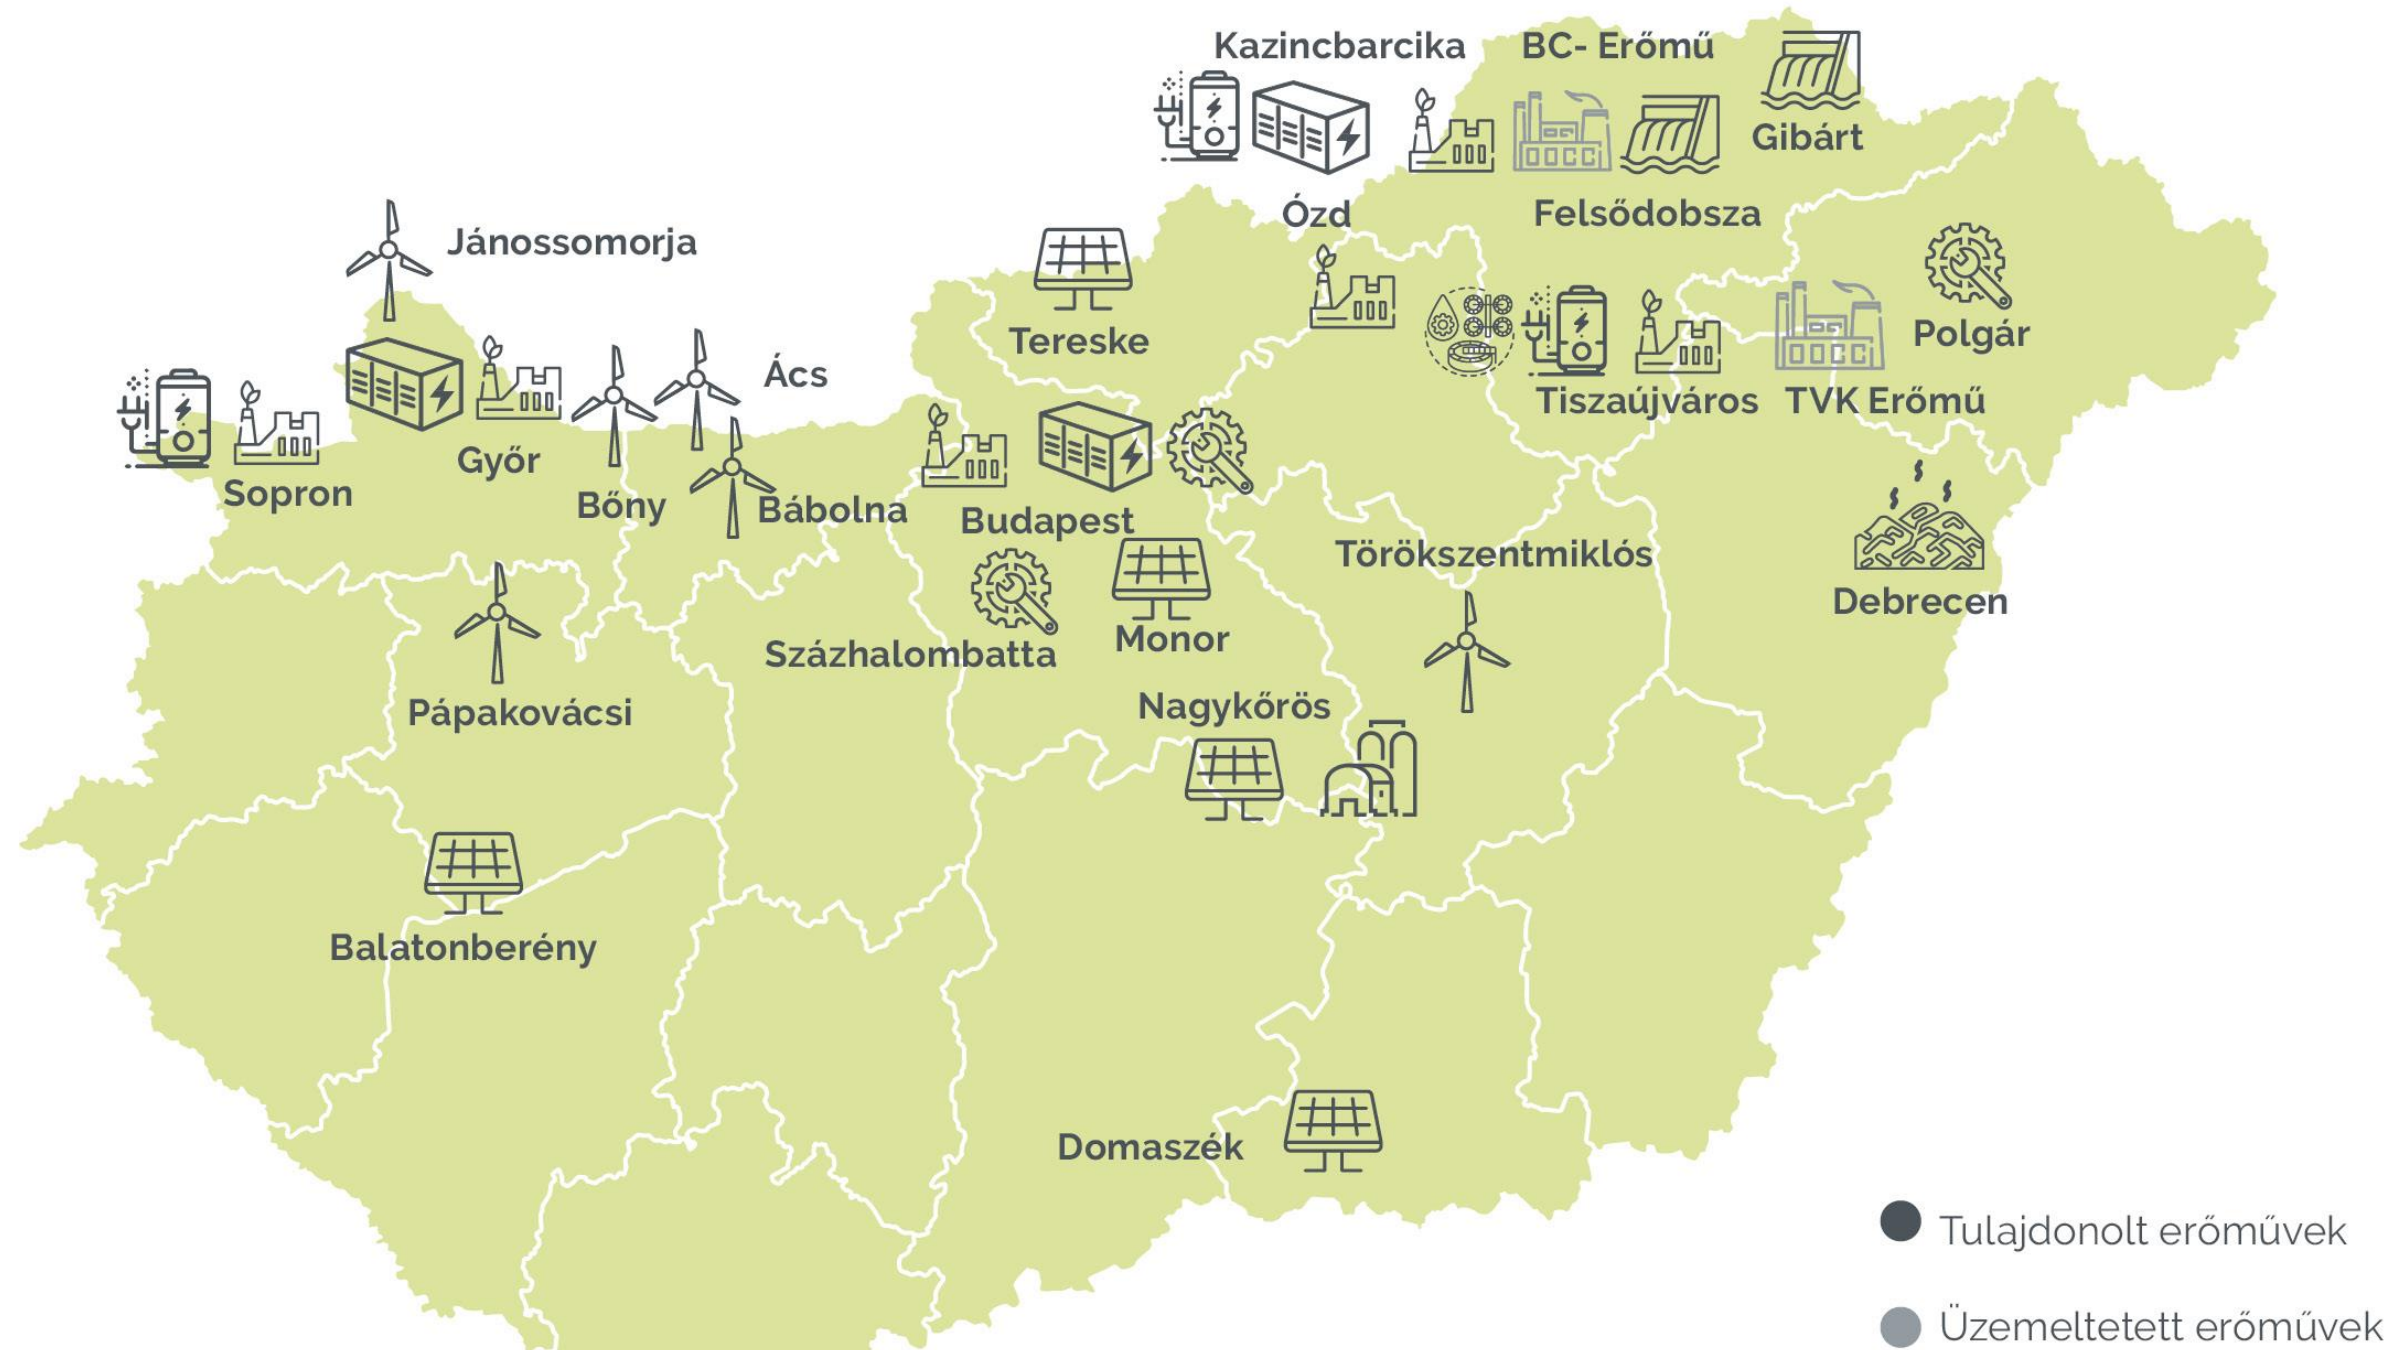 Kazincbarcika
BC- Erőmű
Gibárt
Ózd
Felsődobsza
Jánossomorja
Tereske
Polgár
Ács
Tiszaújváros
TVK Erőmű
Győr
Sopron
Bőny
Bábolna
Budapest
Törökszentmiklós
Debrecen
Százhalombatta
Monor
Pápakovácsi
Nagykőrös
Balatonberény
Domaszék
Tulajdonolt erőművek
Üzemeltetett erőművek